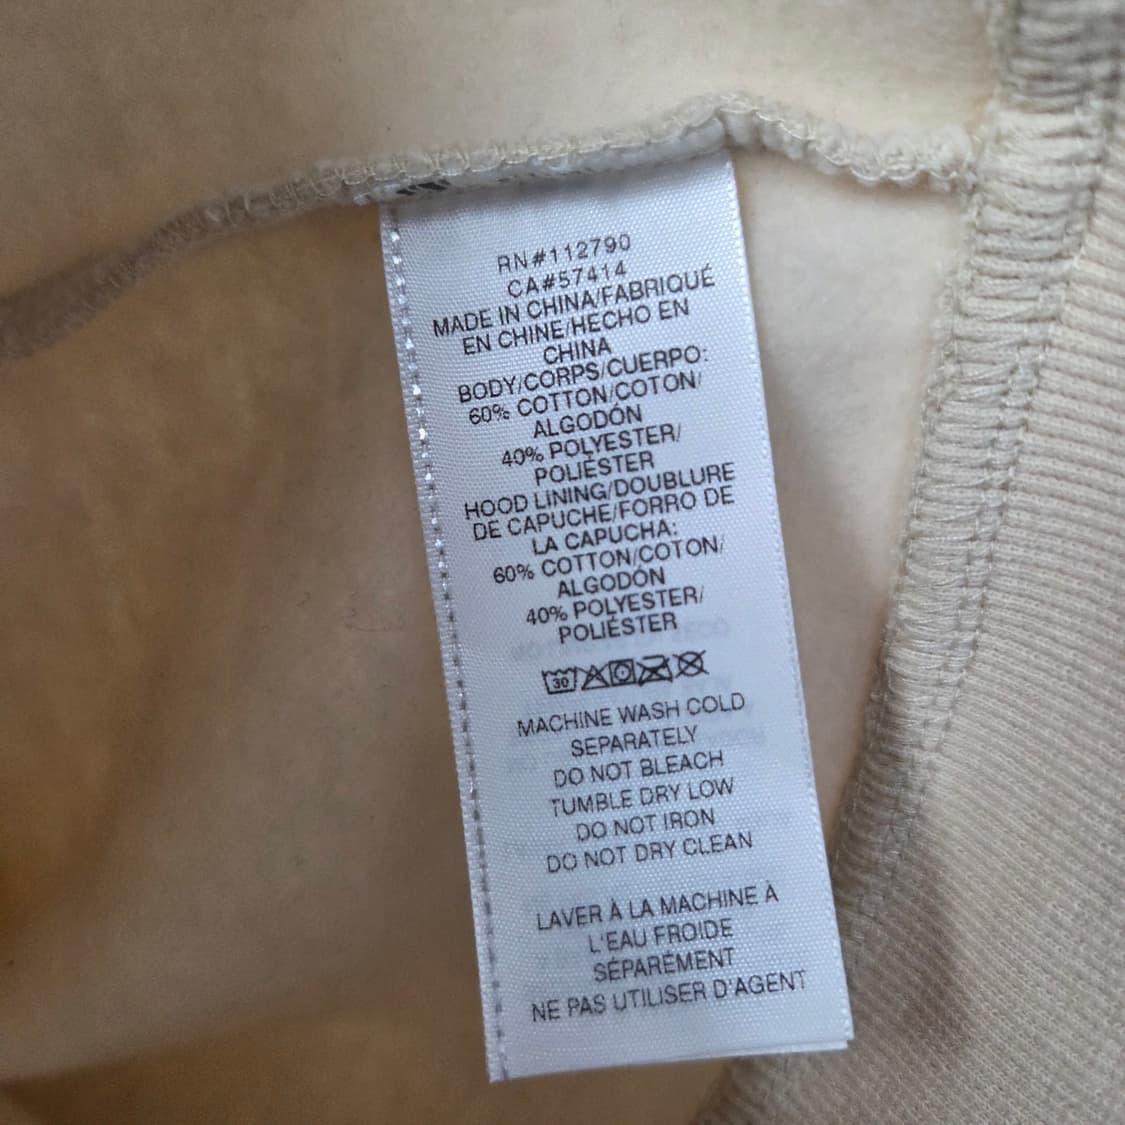 RN#112790
CA#57414
MADE IN CHINA/FABRIQUÉ
EN CHINE/HECHO EN
CHINA
BODY/CORPS/CUERPO:
60% COTTON/COTON/
ALGODÓN
40% POLYESTER/
POLIÉSTER
HOOD LINING/DOUBLURE
DE CAPUCHE/FORRO DE
LA CAPUCHA:
60% COTTON/COTON/
ALGODÓN
40% POLYESTER/
POLIÉSTER
30
MACHINE WASH COLD
SEPARATELY
DO NOT BLEACH
TUMBLE DRY LOW
DO NOT IRON
DO NOT DRY CLEAN
LAVER À LA MACHINE À
L'EAU FROIDE
SÉPARÉMENT
NE PAS UTILISER D'AGENT